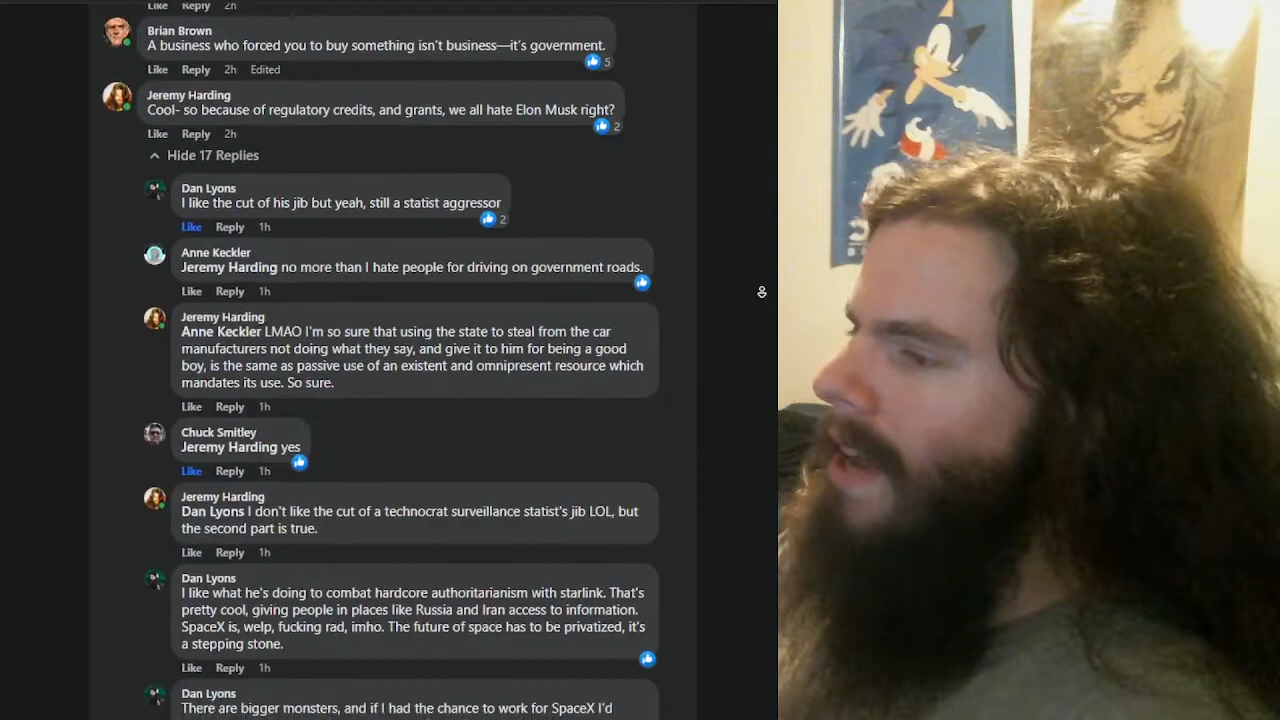 Like Reply 2h
Brian Brown
A business who forced you to buy something isn't business—it's government.
5
Like Reply 2h Edited
Jeremy Harding
Cool- so because of regulatory credits, and grants, we all hate Elon Musk right?
2
Like Reply 2h
Hide 17 Replies
Dan Lyons
I like the cut of his jib but yeah, still a statist aggressor
2
Like Reply 1h
Anne Keckler
Jeremy Harding no more than I hate people for driving on government roads.
Like Reply 1h
Jeremy Harding
Anne Keckler LMAO I'm so sure that using the state to steal from the car
manufacturers not doing what they say, and give it to him for being a good
boy, is the same as passive use of an existent and omnipresent resource which
mandates its use. So sure.
Like Reply 1h
Chuck Smitley
Jeremy Harding yes
Like Reply 1h
Jeremy Harding
Dan Lyons I don't like the cut of a technocrat surveillance statist's jib LOL, but
the second part is true.
Like Reply 1h
Dan Lyons
I like what he's doing to combat hardcore authoritarianism with starlink. That's
pretty cool, giving people in places like Russia and Iran access to information.
SpaceX is, welp, fucking rad, imho. The future of space has to be privatized, it's
a stepping stone.
Like Reply 1h
Dan Lyons
There are bigger monsters, and if I had the chance to work for SpaceX I'd